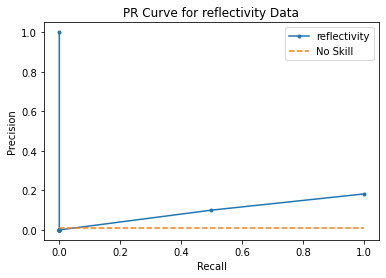 PR Curve for reflectivity Data
reflectivity
No Skill
Precision
1.0
0.8
0.6
0.4
0.2
0.0
0.0 0.2 0.4 0.6 0.8 1.0
Recall